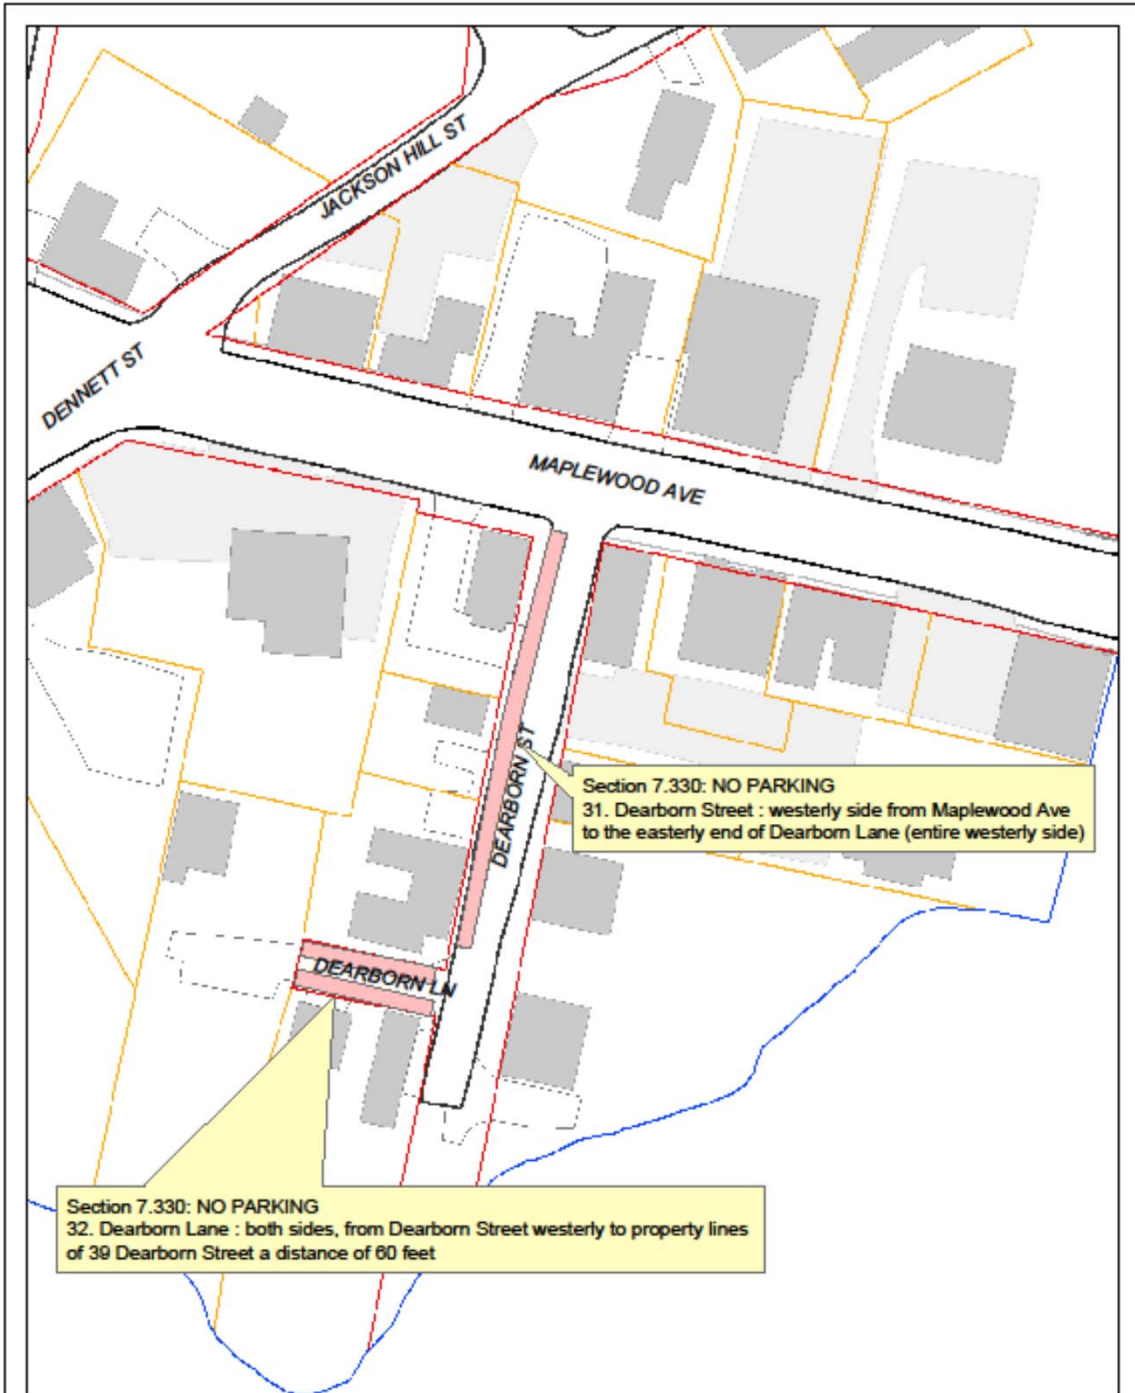 JACKSON HILL ST
DENNETT ST
MAPLEWOOD AVE
DEARBORN ST
Section 7.330: NO PARKING
31. Dearborn Street : westerly side from Maplewood Ave
to the easterly end of Dearborn Lane (entire westerly side)
DEARBORN LN
Section 7.330: NO PARKING
32. Dearborn Lane : both sides, from Dearborn Street westerly to property lines
of 39 Dearborn Street a distance of 60 feet